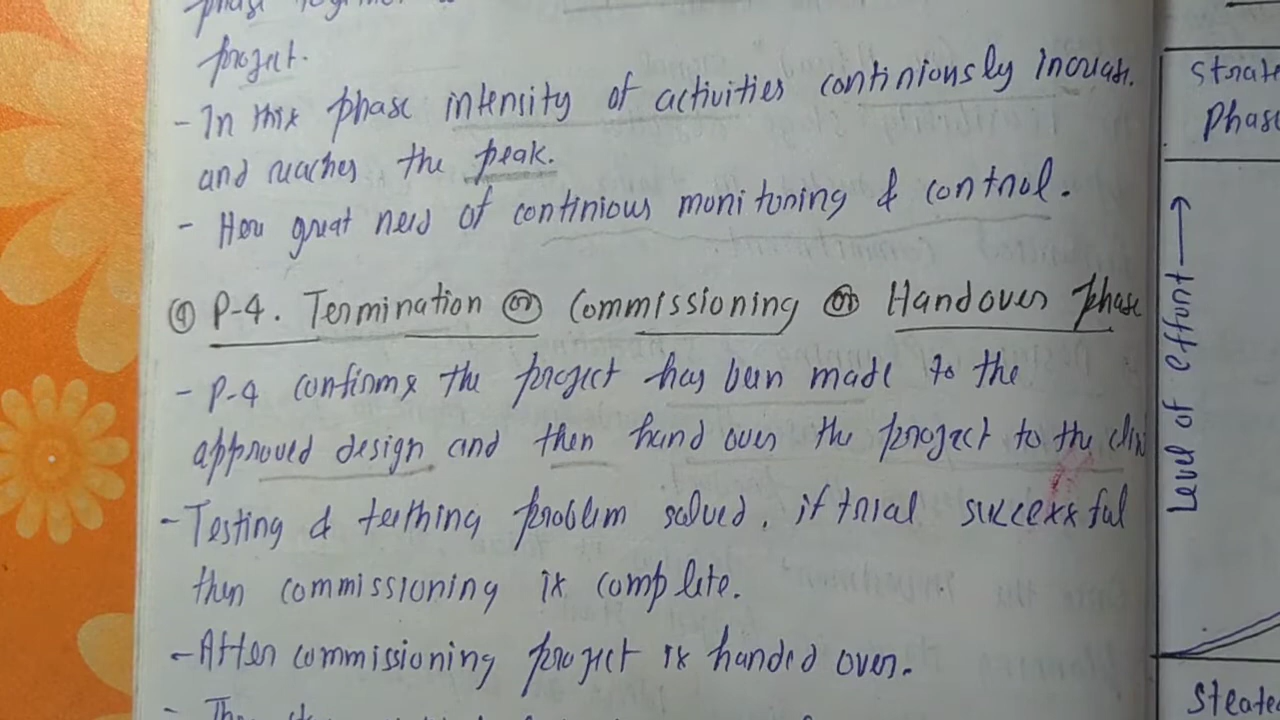 project.
- In this phase intensity of activities continiously increase.
and reaches the peak.
- Here great need of continious monitoring & control.
④ P-4. Termination or Commissioning or Handover phase
- P-4 confirms the project has been made to the
approved design and then hand over the project to the
- Testing & teething problem solved, if trial successful
then commissioning is complete.
- After commissioning project is handed over.
Phase
Level of effort →